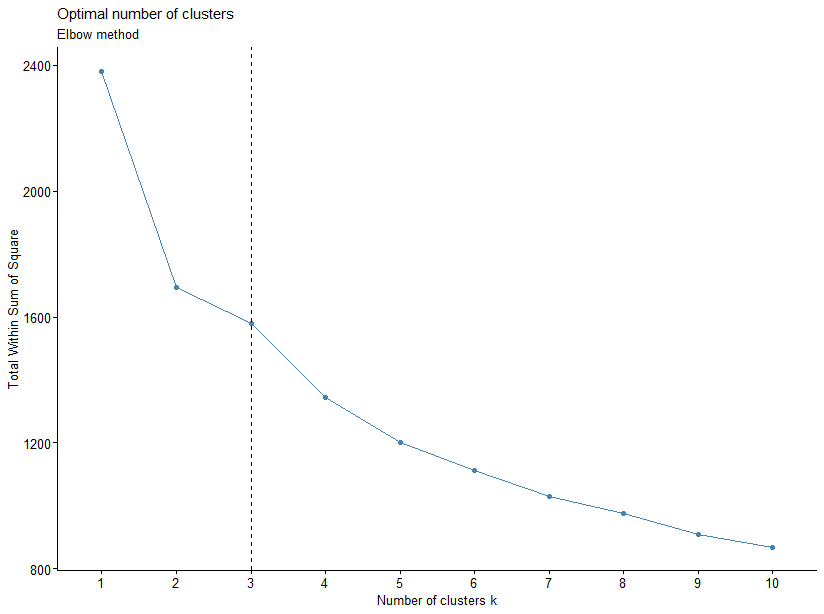 Optimal number of clusters
Elbow method
Total Within Sum of Square
2400
2000
1600
1200
800
1 2 3 4 5 6 7 8 9 10
Number of clusters k